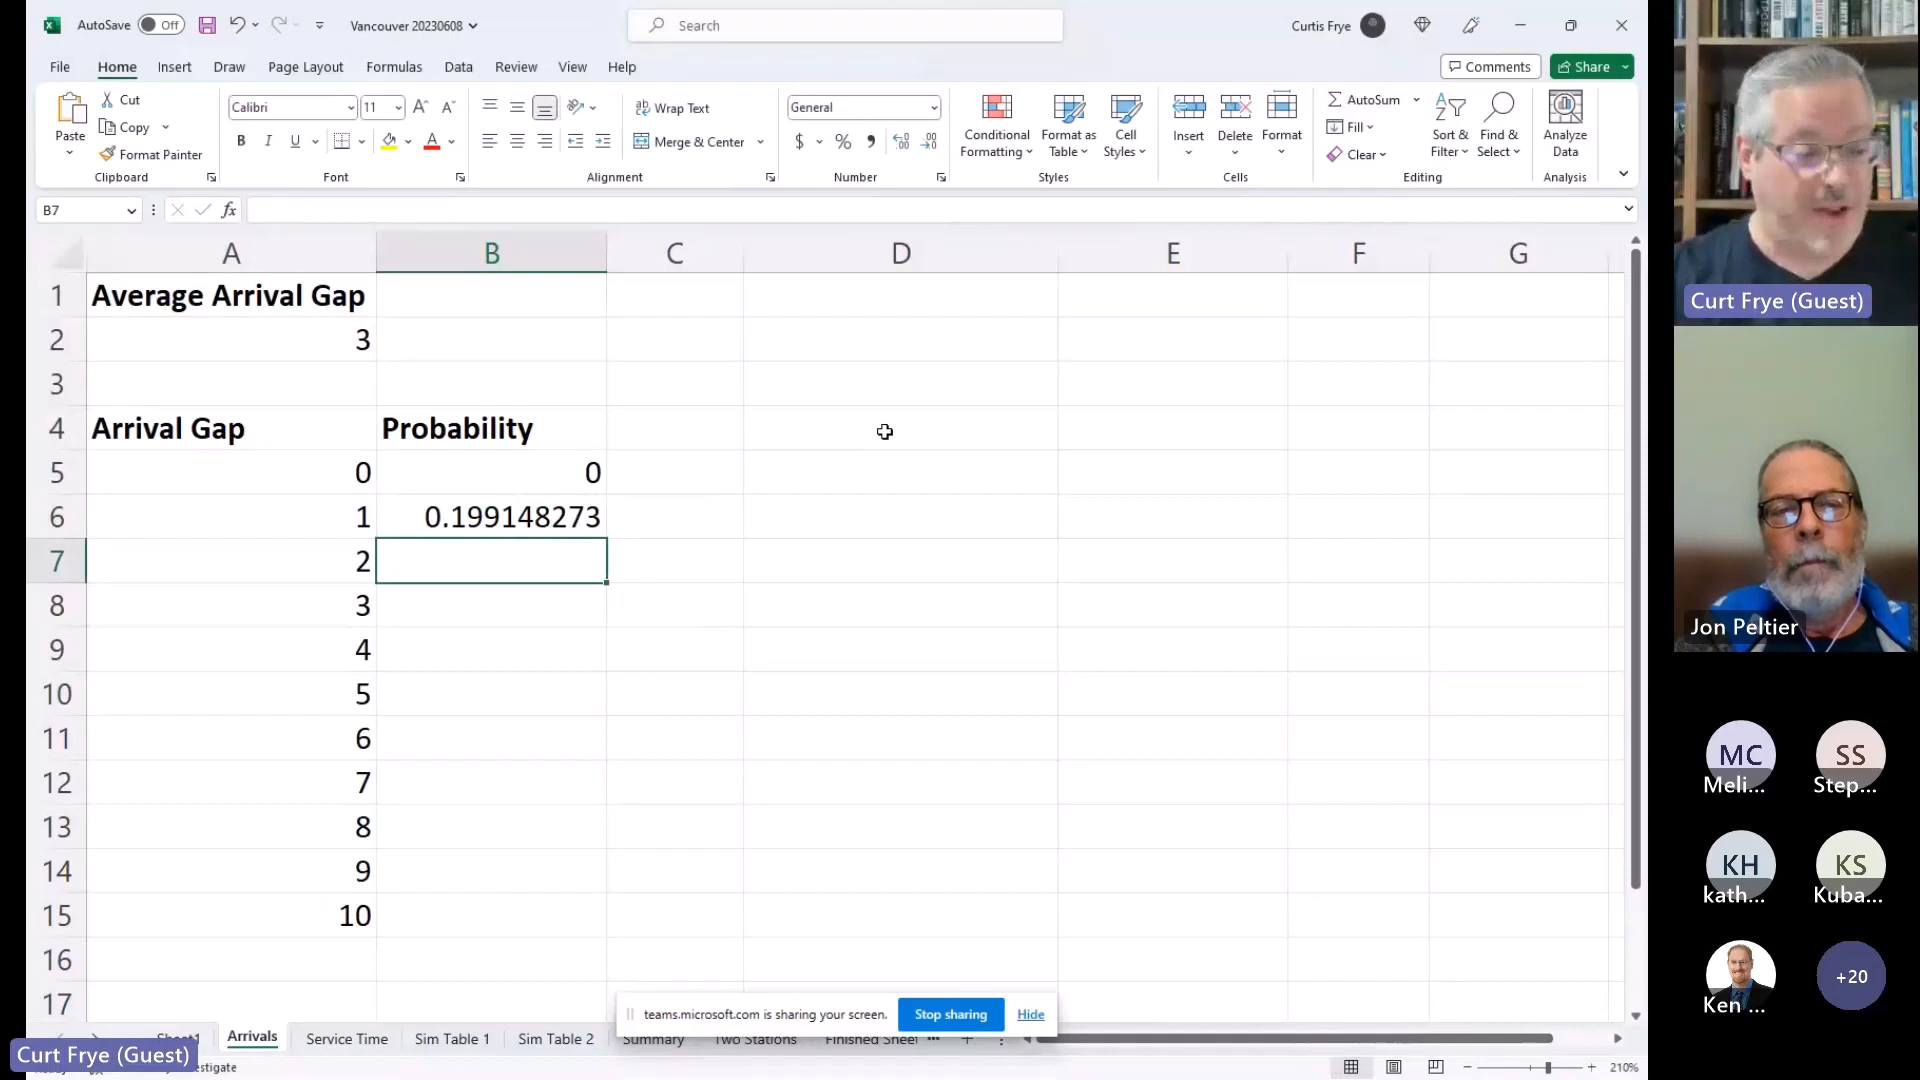 AutoSave Off
Vancouver 20230608
Search
Curtis Frye
File Home Insert Draw Page Layout Formulas Data Review View Help
Comments
Share
Paste
Cut
Copy
Format Painter
Clipboard
Calibri 11
B I U
Font
Wrap Text
Merge & Center
Alignment
General
$ % ,
Number
Conditional Formatting
Format as Table
Cell Styles
Styles
Insert Delete Format
Cells
AutoSum
Fill
Clear
Sort & Filter
Find & Select
Editing
Analyze Data
Analysis
B7
fx
A B C D E F G
1 Average Arrival Gap
2 3
3
4 Arrival Gap Probability
5 0 0
6 1 0.199148273
7 2
8 3
9 4
10 5
11 6
12 7
13 8
14 9
15 10
16
17
teams.microsoft.com is sharing your screen. Stop sharing Hide
Sheet1 Arrivals Service Time Sim Table 1 Sim Table 2 Summary Two Stations Finished Sheet
Curt Frye (Guest)
210%
Curt Frye (Guest)
Jon Peltier
MC Meli...
SS Step...
KH kath...
KS Kuba...
Ken ...
+20